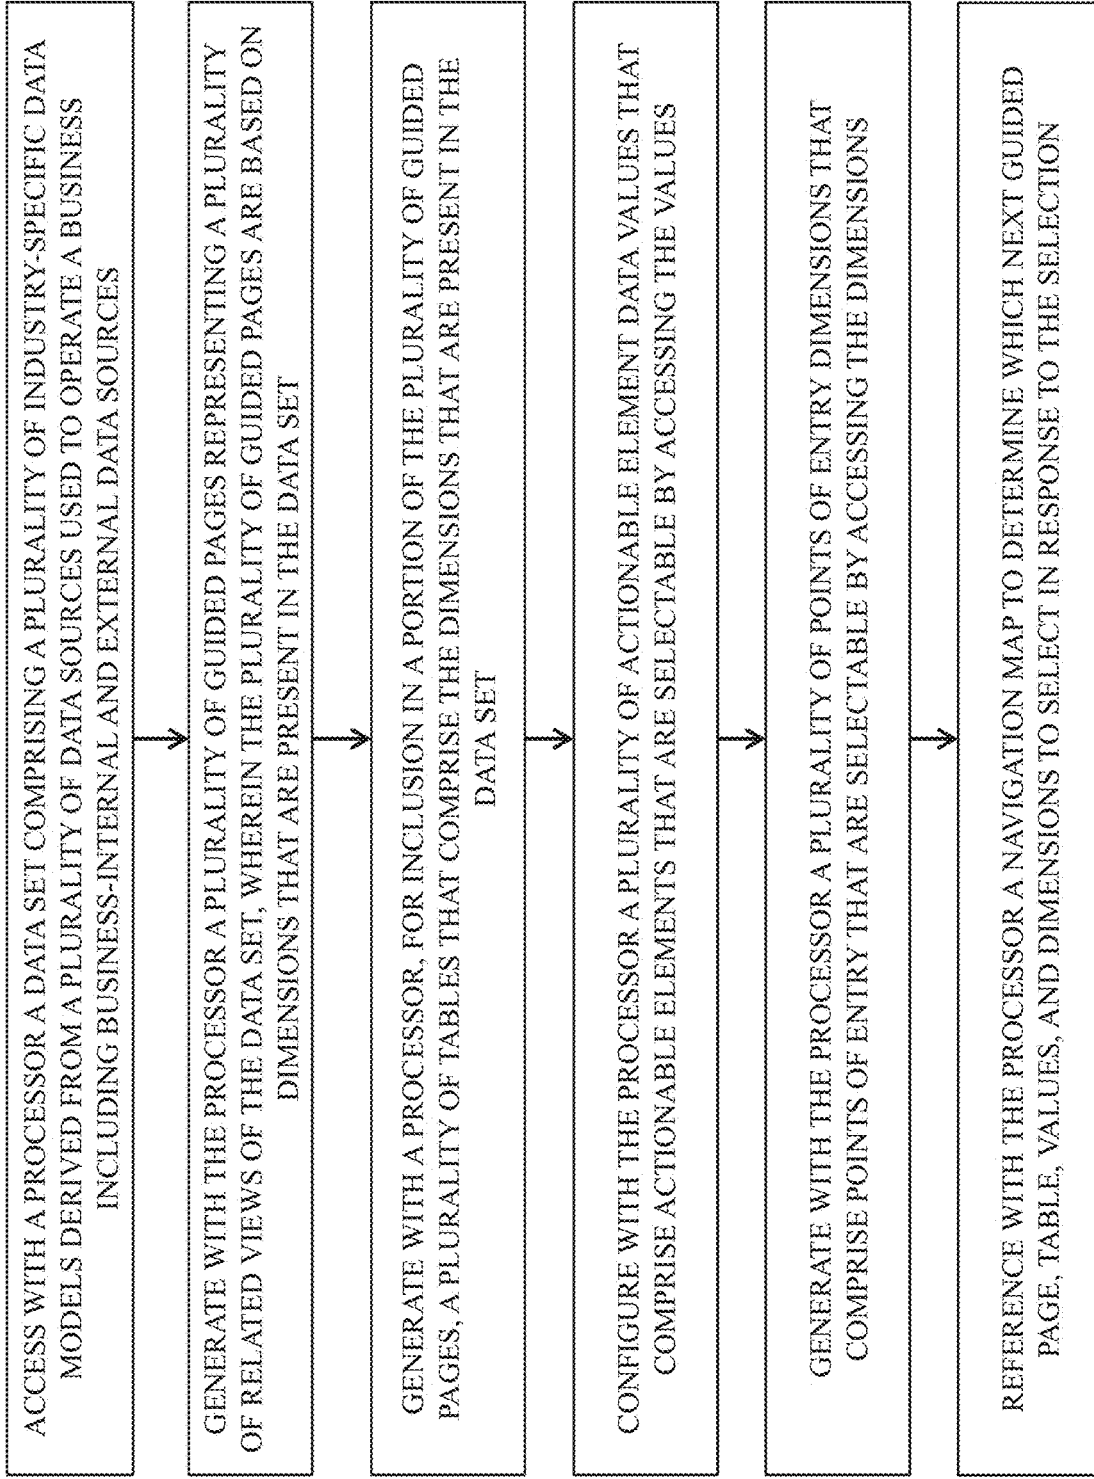 ACCESS WITH A PROCESSOR A DATA SET COMPRISING A PLURALITY OF INDUSTRY-SPECIFIC DATA
MODELS DERIVED FROM A PLURALITY OF DATA SOURCES USED TO OPERATE A BUSINESS
INCLUDING BUSINESS-INTERNAL AND EXTERNAL DATA SOURCES
GENERATE WITH THE PROCESSOR A PLURALITY OF GUIDED PAGES REPRESENTING A PLURALITY
OF RELATED VIEWS OF THE DATA SET, WHEREIN THE PLURALITY OF GUIDED PAGES ARE BASED ON
DIMENSIONS THAT ARE PRESENT IN THE DATA SET
GENERATE WITH A PROCESSOR, FOR INCLUSION IN A PORTION OF THE PLURALITY OF GUIDED
PAGES, A PLURALITY OF TABLES THAT COMPRISE THE DIMENSIONS THAT ARE PRESENT IN THE
DATA SET
CONFIGURE WITH THE PROCESSOR A PLURALITY OF ACTIONABLE ELEMENT DATA VALUES THAT
COMPRISE ACTIONABLE ELEMENTS THAT ARE SELECTABLE BY ACCESSING THE VALUES
GENERATE WITH THE PROCESSOR A PLURALITY OF POINTS OF ENTRY DIMENSIONS THAT
COMPRISE POINTS OF ENTRY THAT ARE SELECTABLE BY ACCESSING THE DIMENSIONS
REFERENCE WITH THE PROCESSOR A NAVIGATION MAP TO DETERMINE WHICH NEXT GUIDED
PAGE, TABLE, VALUES, AND DIMENSIONS TO SELECT IN RESPONSE TO THE SELECTION